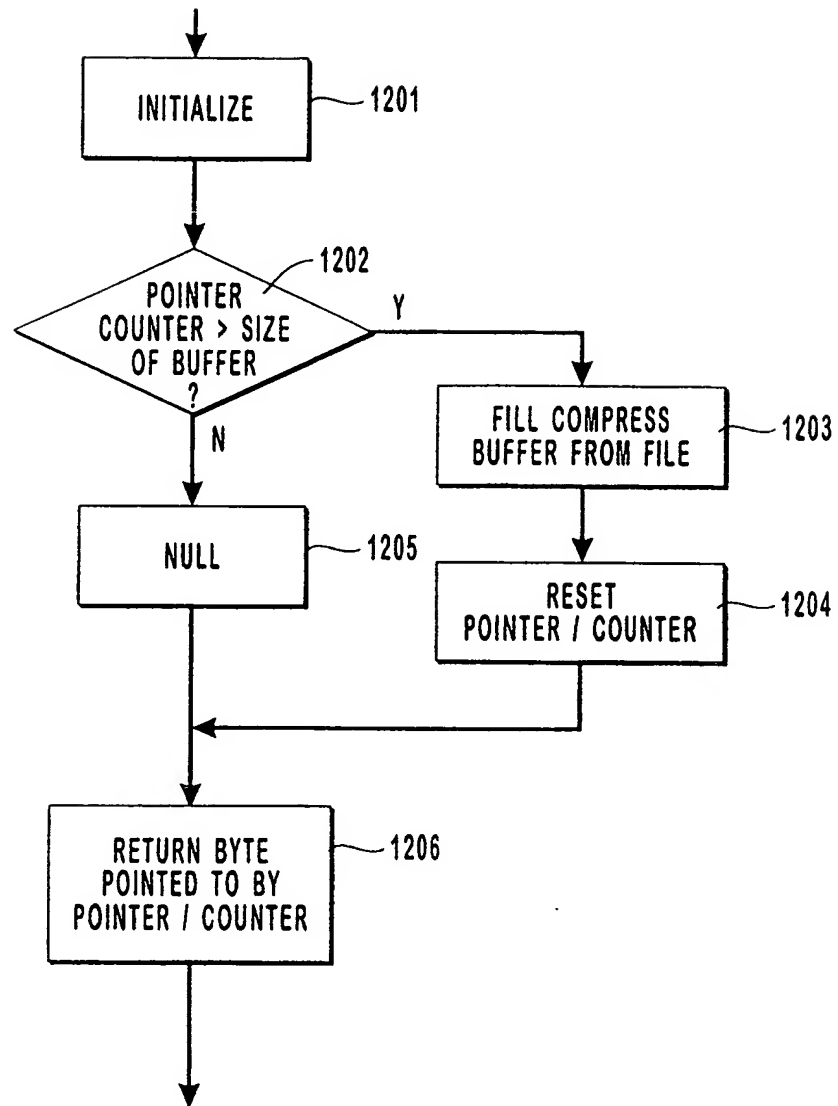 INITIALIZE
1201
1202
POINTER
COUNTER > SIZE
OF BUFFER
?
Y
N
FILL COMPRESS
BUFFER FROM FILE
1203
NULL
1205
RESET
POINTER / COUNTER
1204
RETURN BYTE
POINTED TO BY
POINTER / COUNTER
1206